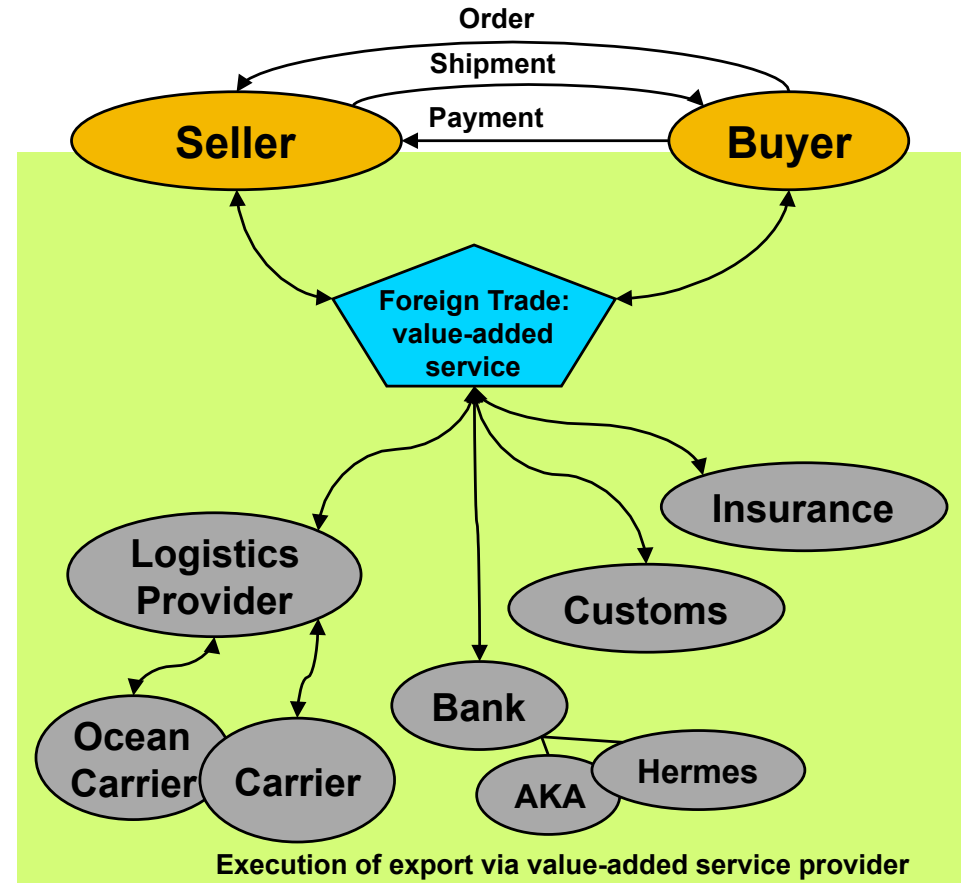 Order
Shipment
Payment
Seller
Buyer
Foreign Trade:
value-added
service
Insurance
Logistics
Provider
Customs
Bank
Ocean
Carrier
Carrier
Hermes
AKA
Execution of export via value-added service provider